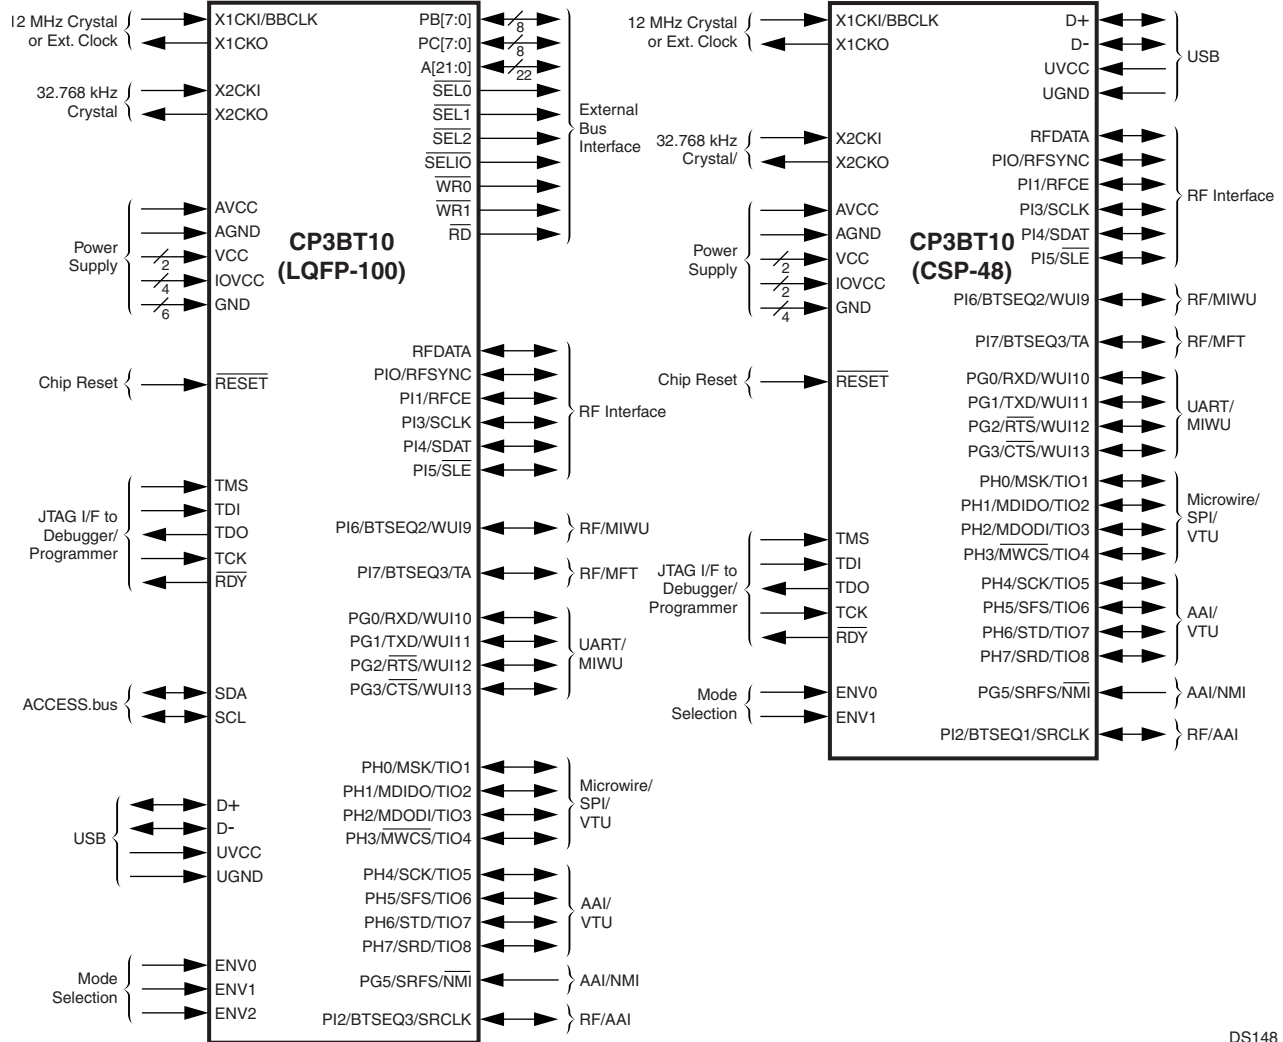 12 MHz Crystal
or Ext. Clock
X1CKI/BBCLK
X1CKO
32.768 kHz
Crystal
X2CKI
X2CKO
Power
Supply
AVCC
AGND
VCC
2
IOVCC
4
GND
6
Chip Reset
RESET
JTAG I/F to
Debugger/
Programmer
TMS
TDI
TDO
TCK
RDY
ACCESS.bus
SDA
SCL
USB
D+
D-
UVCC
UGND
Mode
Selection
ENV0
ENV1
ENV2
CP3BT10
(LQFP-100)
PB[7:0]
8
PC[7:0]
8
A[21:0]
22
SEL0
SEL1
SEL2
SELIO
WR0
WR1
RD
External
Bus
Interface
RFDATA
PIO/RFSYNC
PI1/RFCE
PI3/SCLK
PI4/SDAT
PI5/SLE
RF Interface
PI6/BTSEQ2/WUI9
RF/MIWU
PI7/BTSEQ3/TA
RF/MFT
PG0/RXD/WUI10
PG1/TXD/WUI11
PG2/RTS/WUI12
PG3/CTS/WUI13
UART/
MIWU
PH0/MSK/TIO1
PH1/MDIDO/TIO2
PH2/MDODI/TIO3
PH3/MWCS/TIO4
Microwire/
SPI/
VTU
PH4/SCK/TIO5
PH5/SFS/TIO6
PH6/STD/TIO7
PH7/SRD/TIO8
AAI/
VTU
PG5/SRFS/NMI
AAI/NMI
PI2/BTSEQ3/SRCLK
RF/AAI
12 MHz Crystal
or Ext. Clock
X1CKI/BBCLK
X1CKO
32.768 kHz
Crystal/
X2CKI
X2CKO
Power
Supply
AVCC
AGND
VCC
2
IOVCC
2
GND
4
Chip Reset
RESET
JTAG I/F to
Debugger/
Programmer
TMS
TDI
TDO
TCK
RDY
Mode
Selection
ENV0
ENV1
CP3BT10
(CSP-48)
D+
D-
UVCC
UGND
USB
RFDATA
PIO/RFSYNC
PI1/RFCE
PI3/SCLK
PI4/SDAT
PI5/SLE
RF Interface
PI6/BTSEQ2/WUI9
RF/MIWU
PI7/BTSEQ3/TA
RF/MFT
PG0/RXD/WUI10
PG1/TXD/WUI11
PG2/RTS/WUI12
PG3/CTS/WUI13
UART/
MIWU
PH0/MSK/TIO1
PH1/MDIDO/TIO2
PH2/MDODI/TIO3
PH3/MWCS/TIO4
Microwire/
SPI/
VTU
PH4/SCK/TIO5
PH5/SFS/TIO6
PH6/STD/TIO7
PH7/SRD/TIO8
AAI/
VTU
PG5/SRFS/NMI
AAI/NMI
PI2/BTSEQ1/SRCLK
RF/AAI
DS148